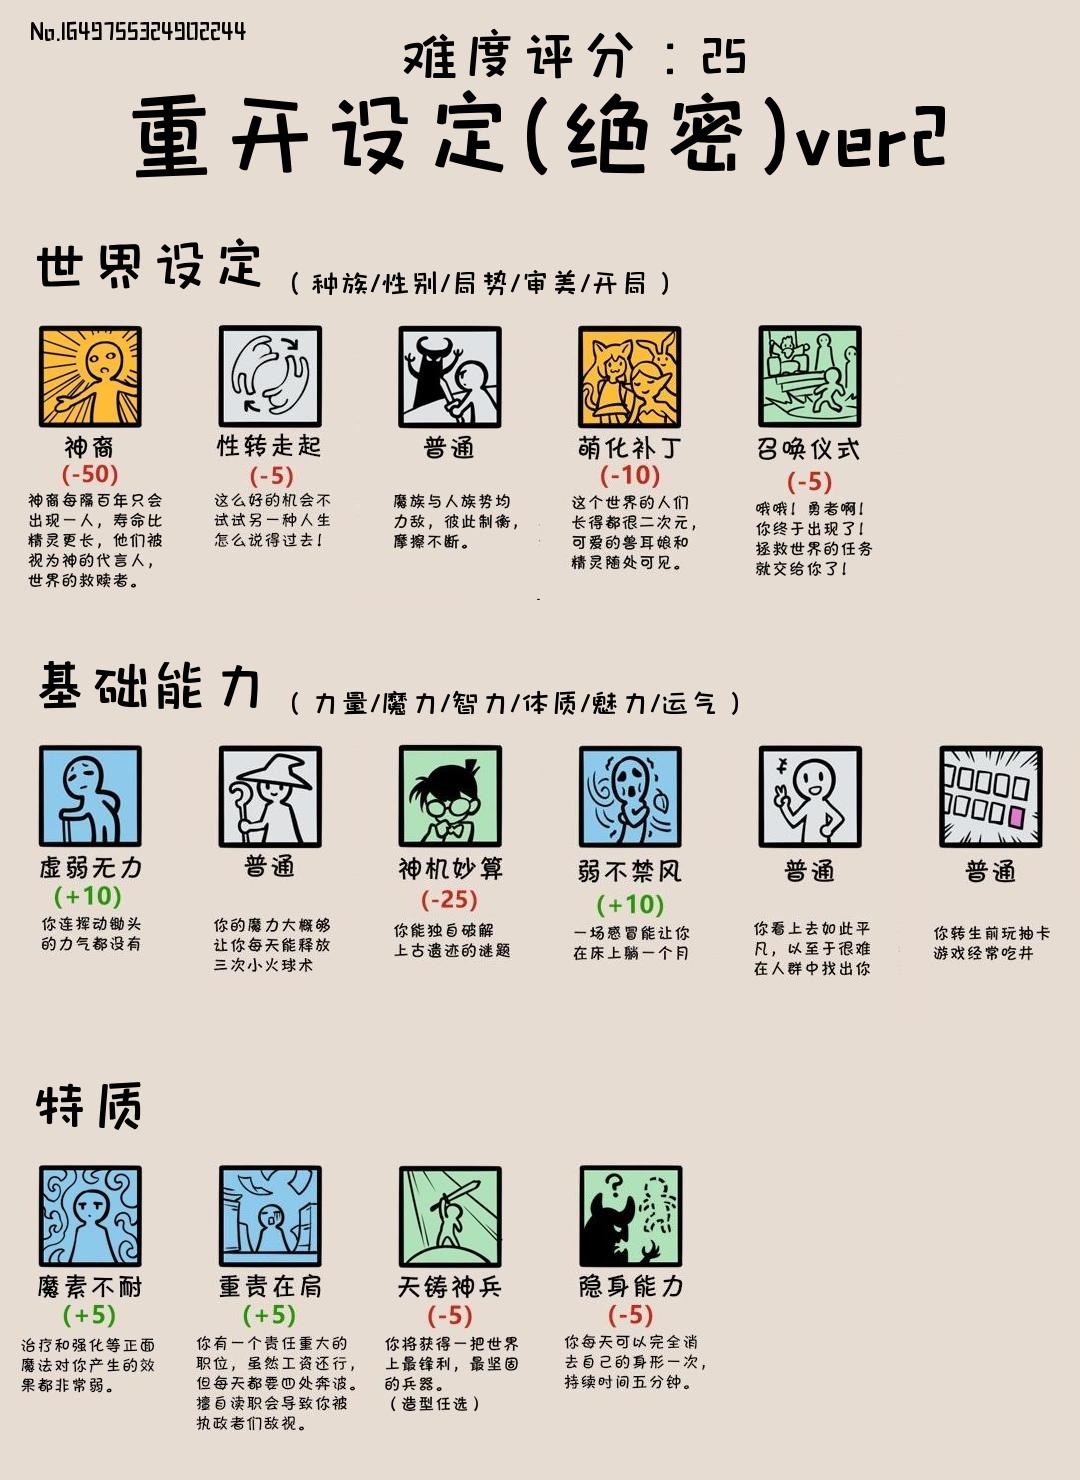 No.1649755324902244
难度评分：25
重开设定(绝密)ver2
世界设定（种族/性别/局势/审美/开局）
神裔
(-50)
神裔每隔百年只会
出现一人，寿命比
精灵更长，他们被
视为神的代言人，
世界的救赎者。
性转走起
(-5)
这么好的机会不
试试另一种人生
怎么说得过去！
普通
魔族与人族势均
力敌，彼此制衡，
摩擦不断。
萌化补丁
(-10)
这个世界的人们
长得都很二次元，
可爱的兽耳娘和
精灵随处可见。
召唤仪式
(-5)
哦哦！勇者啊！
你终于出现了！
拯救世界的任务
就交给你了！
基础能力（力量/魔力/智力/体质/魅力/运气）
虚弱无力
(+10)
你连挥动锄头
的力气都没有
普通
你的魔力大概够
让你每天能释放
三次小火球术
神机妙算
(-25)
你能独自破解
上古遗迹的谜题
弱不禁风
(+10)
一场感冒能让你
在床上躺一个月
普通
你看上去如此平
凡，以至于很难
在人群中找出你
普通
你转生前玩抽卡
游戏经常吃井
特质
魔素不耐
(+5)
治疗和强化等正面
魔法对你产生的效
果都非常弱。
重责在肩
(+5)
你有一个责任重大的
职位，虽然工资还行，
但每天都要四处奔波。
擅自渎职会导致你被
执政者们敌视。
天铸神兵
(-5)
你将获得一把世界
上最锋利，最坚固
的兵器。
（造型任选）
隐身能力
(-5)
你每天可以完全消
去自己的身形一次，
持续时间五分钟。